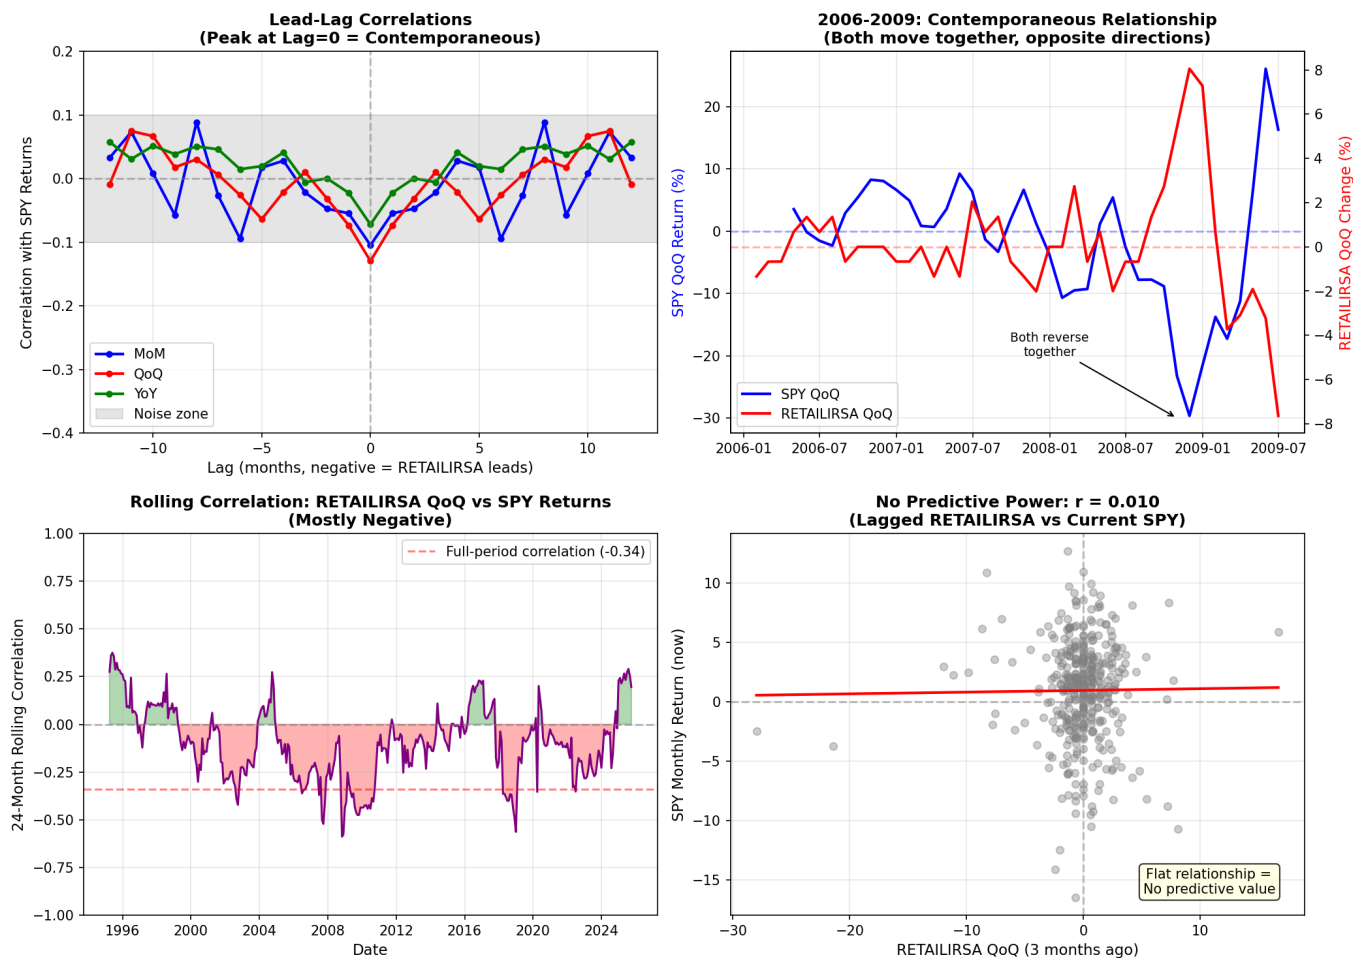 Lead-Lag Correlations
(Peak at Lag=0 = Contemporaneous)
Correlation with SPY Returns
0.2
0.1
0.0
−0.1
−0.2
−0.3
−0.4
MoM
QoQ
YoY
Noise zone
−10
−5
0
5
10
Lag (months, negative = RETAILIRSA leads)
2006-2009: Contemporaneous Relationship
(Both move together, opposite directions)
SPY QoQ Return (%)
20
10
0
−10
−20
−30
Both reverse
together
SPY QoQ
RETAILIRSA QoQ
8
6
4
2
0
−2
−4
−6
−8
RETAILIRSA QoQ Change (%)
2006-01
2006-07
2007-01
2007-07
2008-01
2008-07
2009-01
2009-07
Rolling Correlation: RETAILIRSA QoQ vs SPY Returns
(Mostly Negative)
24-Month Rolling Correlation
1.00
0.75
0.50
0.25
0.00
−0.25
−0.50
−0.75
−1.00
Full-period correlation (-0.34)
1996
2000
2004
2008
2012
2016
2020
2024
Date
No Predictive Power: r = 0.010
(Lagged RETAILIRSA vs Current SPY)
SPY Monthly Return (now)
10
5
0
−5
−10
−15
Flat relationship =
No predictive value
−30
−20
−10
0
10
RETAILIRSA QoQ (3 months ago)